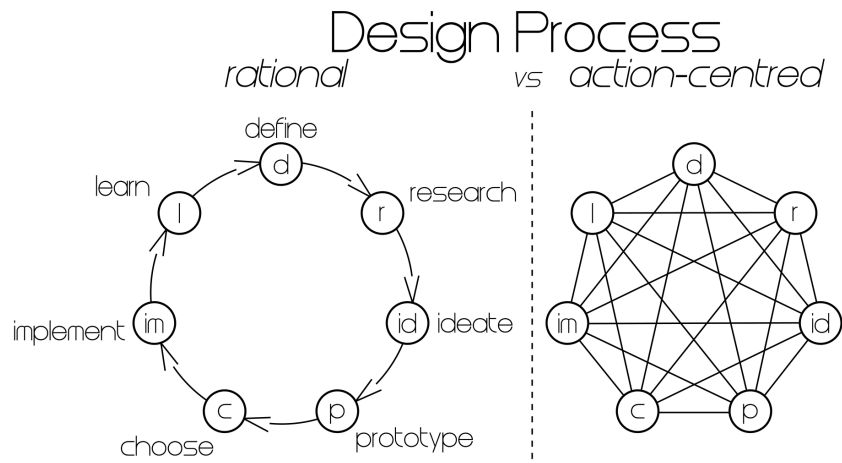 Design Process
rational vs action-centred
define
d
learn
l
research
r
implement
im
id
ideate
choose
c
p
prototype
d
l
r
im
id
c
p